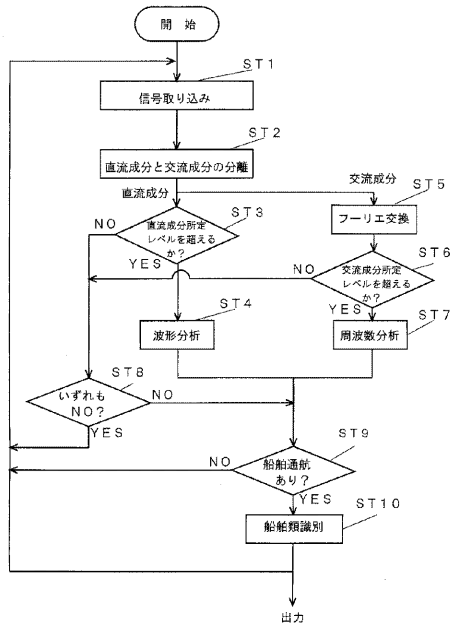 開 始
ST1
信号取り込み
ST2
直流成分と交流成分の分離
直流成分
交流成分
ST5
フーリエ交換
NO
ST3
直流成分所定
レベルを超える
か?
YES
NO
ST6
交流成分所定
レベルを超える
か?
YES
ST4
波形分析
ST7
周波数分析
ST8
いずれも
NO?
NO
YES
ST9
NO
船舶通航
あり?
YES
ST10
船舶類識別
出力